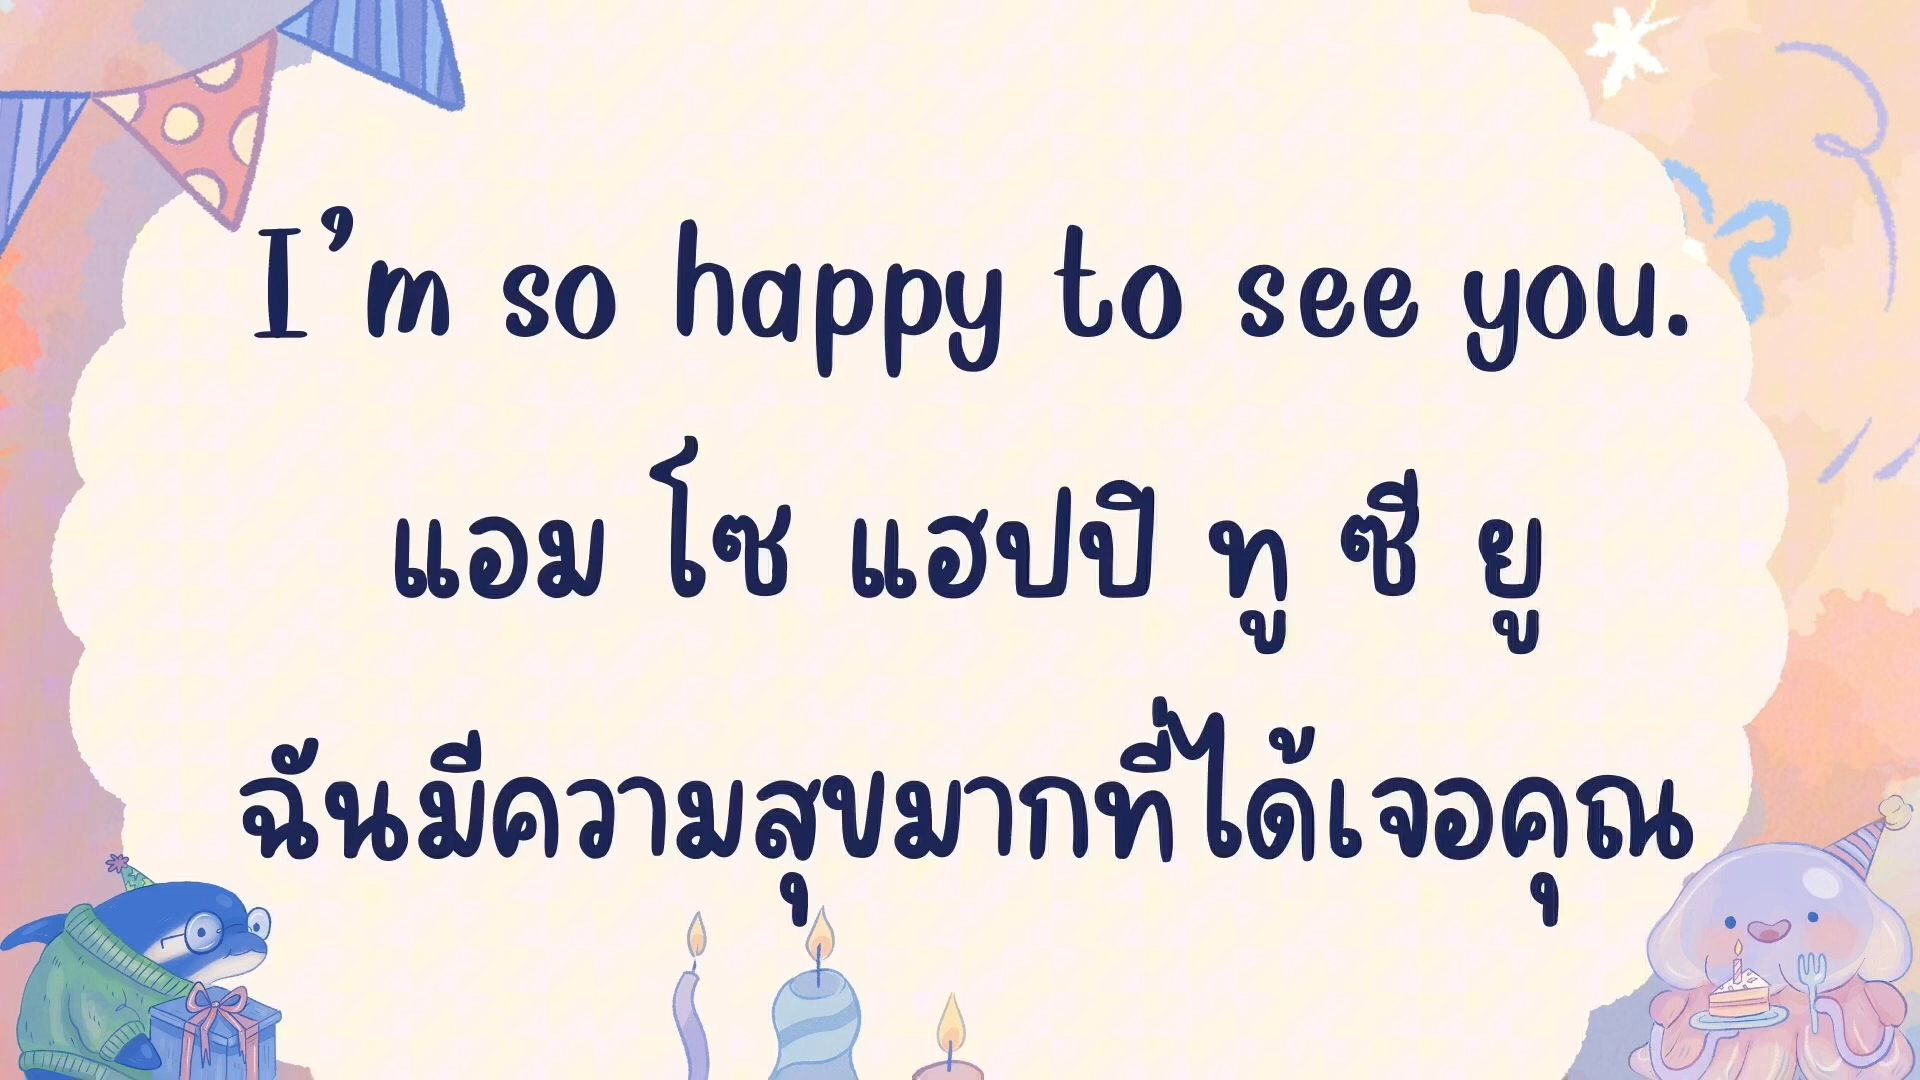 I’m so happy to see you.
แอม โซ แฮปปี ทู ซี ยู
ฉันมีความสุขมากที่ได้เจอคุณ